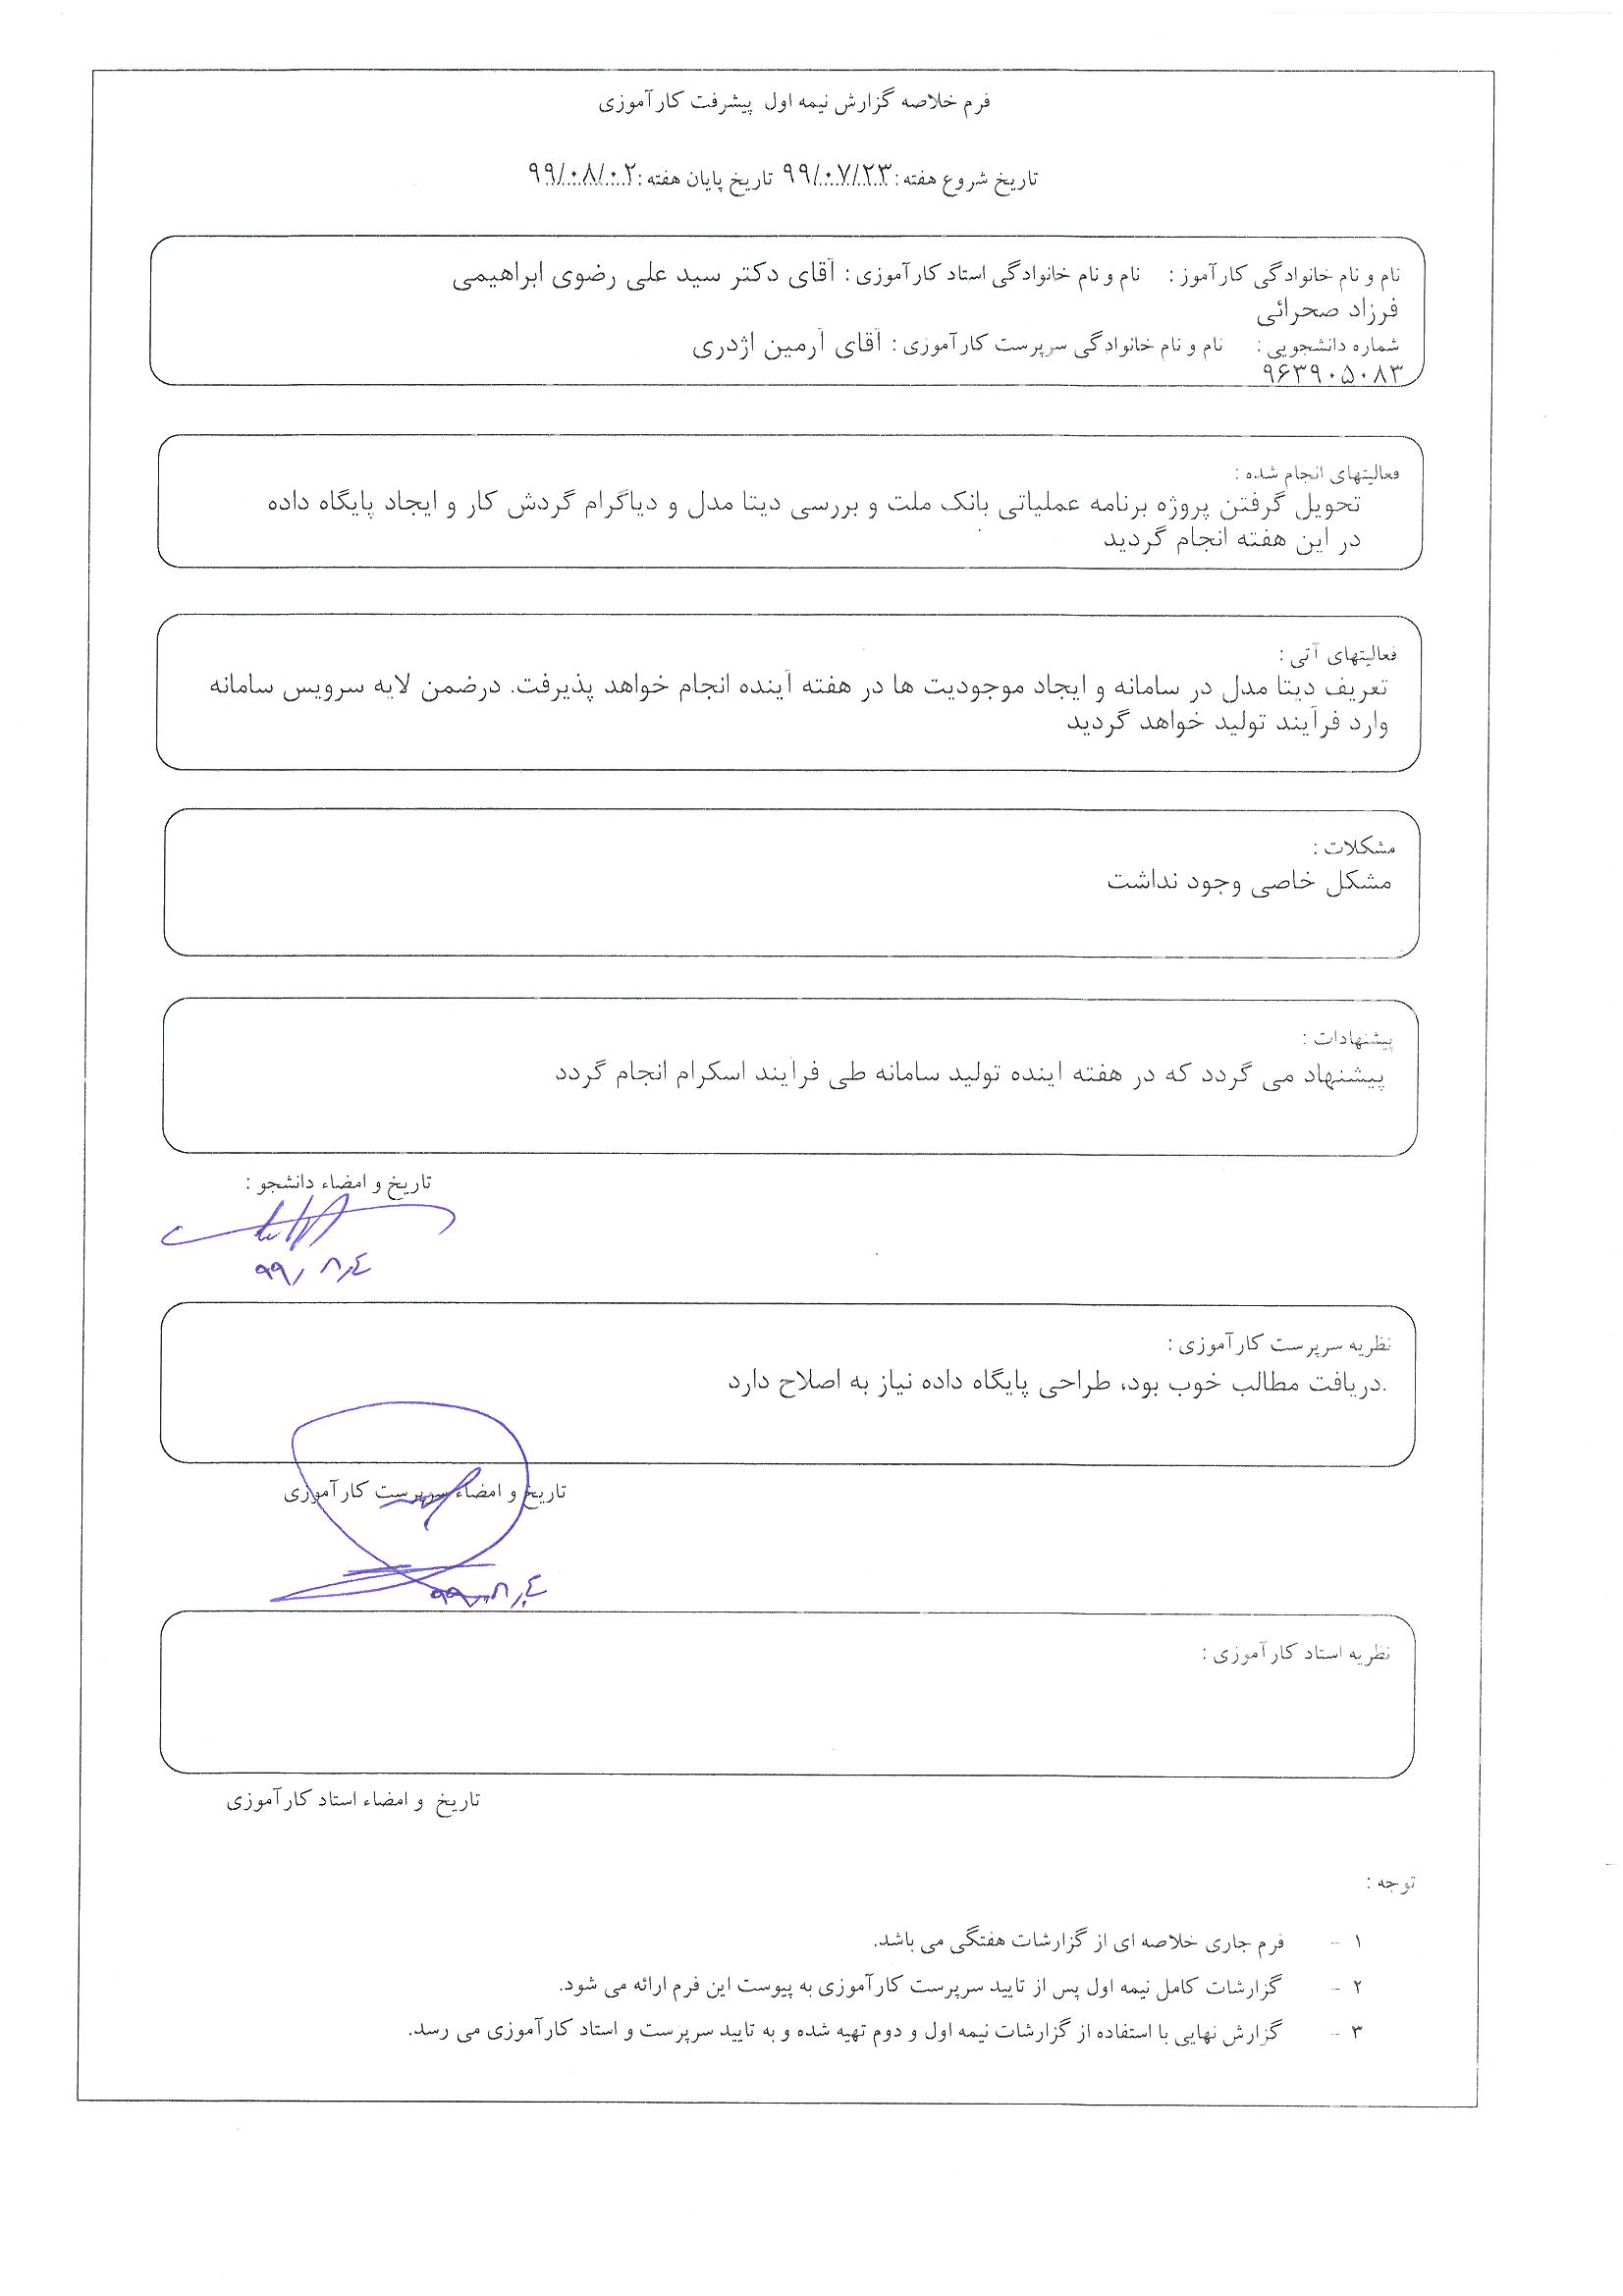 فرم خلاصه گزارش نیمه اول پیشرفت کارآموزی
تاریخ شروع هفته: ۹۹/۰۷/۲۳ تاریخ پایان هفته: ۹۹/۰۸/۰۲
نام و نام خانوادگی کارآموز : نام و نام خانوادگی استاد کارآموزی : آقای دکتر سید علی رضوی ابراهیمی
فرزاد صحرائی
شماره دانشجویی : نام و نام خانوادگی سرپرست کارآموزی : آقای آرمین اژدری
۹۶۳۹۰۵۰۸۳
فعالیتهای انجام شده :
تحویل گرفتن پروژه برنامه عملیاتی بانک ملت و بررسی دیتا مدل و دیاگرام گردش کار و ایجاد پایگاه داده
در این هفته انجام گردید
فعالیتهای آتی :
تعریف دیتا مدل در سامانه و ایجاد موجودیت ها در هفته آینده انجام خواهد پذیرفت. درضمن لایه سرویس سامانه
وارد فرآیند تولید خواهد گردید
مشکلات :
مشکل خاصی وجود نداشت
پیشنهادات :
پیشنهاد می گردد که در هفته اینده تولید سامانه طی فرآیند اسکرام انجام گردد
تاریخ و امضاء دانشجو :
۹۹/۰۸/۰۴
نظریه سرپرست کارآموزی :
.دریافت مطالب خوب بود، طراحی پایگاه داده نیاز به اصلاح دارد
تاریخ و امضاء سرپرست کارآموزی
۹۹/۰۸/۰۴
نظریه استاد کارآموزی :
تاریخ و امضاء استاد کارآموزی
توجه :
۱ - فرم جاری خلاصه ای از گزارشات هفتگی می باشد.
۲ - گزارشات کامل نیمه اول پس از تایید سرپرست کارآموزی به پیوست این فرم ارائه می شود.
۳ - گزارش نهایی با استفاده از گزارشات نیمه اول و دوم تهیه شده و به تایید سرپرست و استاد کارآموزی می رسد.